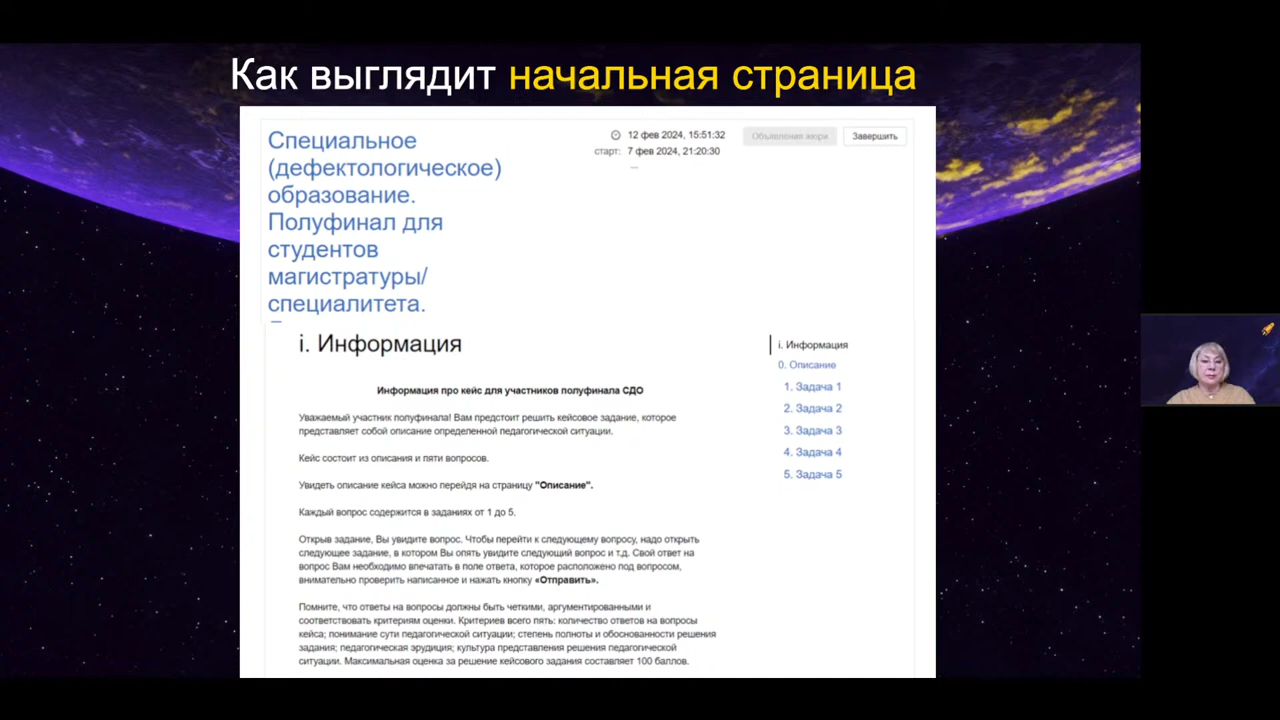 Как выглядит начальная страница
Специальное
(дефектологическое)
образование.
Полуфинал для
студентов
магистратуры/
специалитета.
12 фев 2024, 15:51:32
старт: 7 фев 2024, 21:20:30
Объявления жюри
Завершить
i. Информация
Информация про кейс для участников полуфинала СДО
Уважаемый участник полуфинала! Вам предстоит решить кейсовое задание, которое
представляет собой описание определенной педагогической ситуации.
Кейс состоит из описания и пяти вопросов.
Увидеть описание кейса можно перейдя на страницу "Описание".
Каждый вопрос содержится в заданиях от 1 до 5.
Открыв задание, Вы увидите вопрос. Чтобы перейти к следующему вопросу, надо открыть
следующее задание, в котором Вы опять увидите следующий вопрос и т.д. Свой ответ на
вопрос Вам необходимо впечатать в поле ответа, которое расположено под вопросом,
внимательно проверить написанное и нажать кнопку «Отправить».
Помните, что ответы на вопросы должны быть четкими, аргументированными и
соответствовать критериям оценки. Критериев всего пять: количество ответов на вопросы
кейса; понимание сути педагогической ситуации; степень полноты и обоснованности решения
задания; педагогическая эрудиция; культура представления решения педагогической
ситуации. Максимальная оценка за решение кейсового задания составляет 100 баллов.
i. Информация
0. Описание
1. Задача 1
2. Задача 2
3. Задача 3
4. Задача 4
5. Задача 5